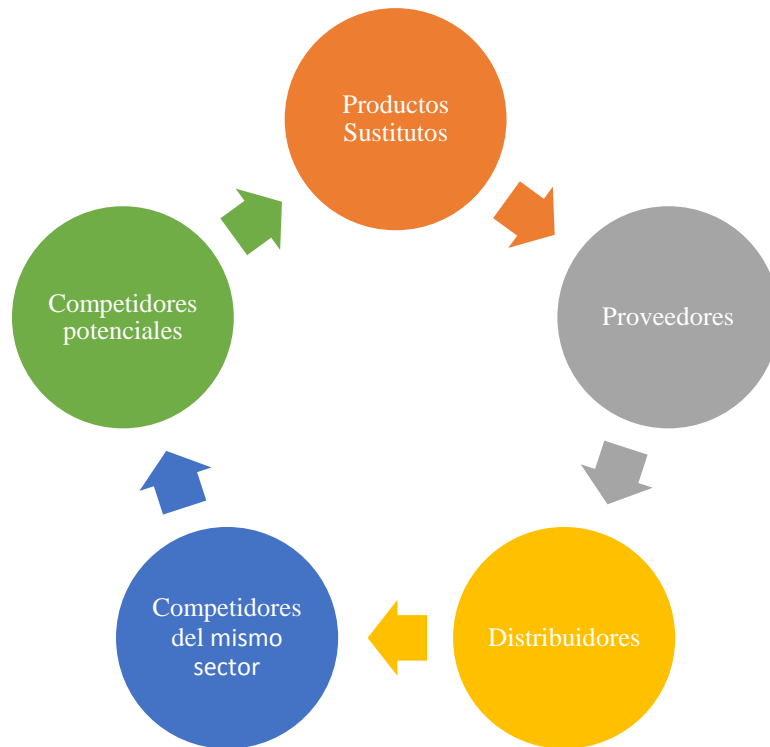 Productos
Sustitutos
Proveedores
Distribuidores
Competidores
del mismo
sector
Competidores
potenciales